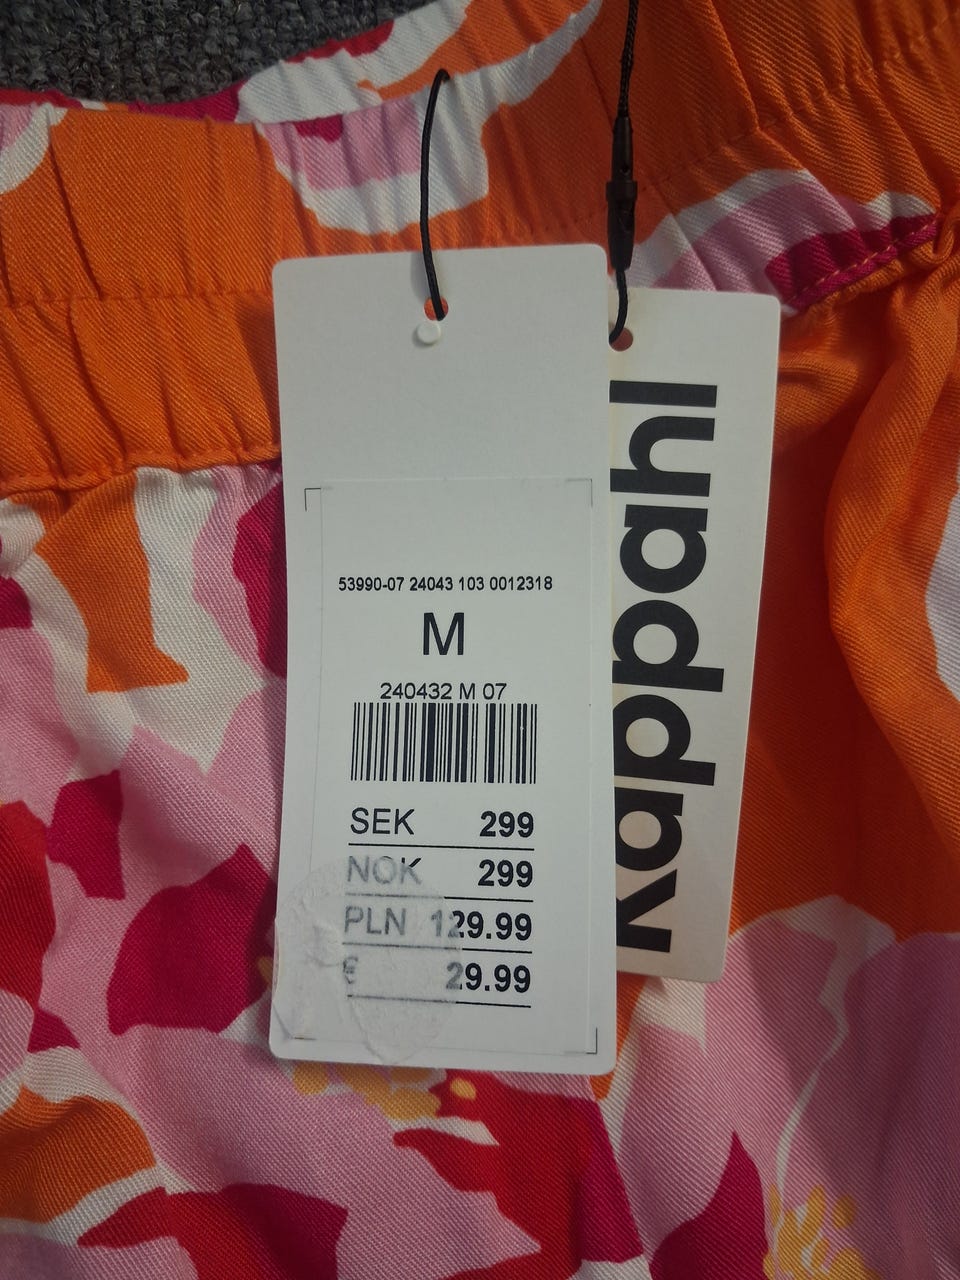 53990-07 24043 103 0012318
M
240432 M 07
SEK 299
NOK 299
PLN 129.99
€ 29.99
Kappahl